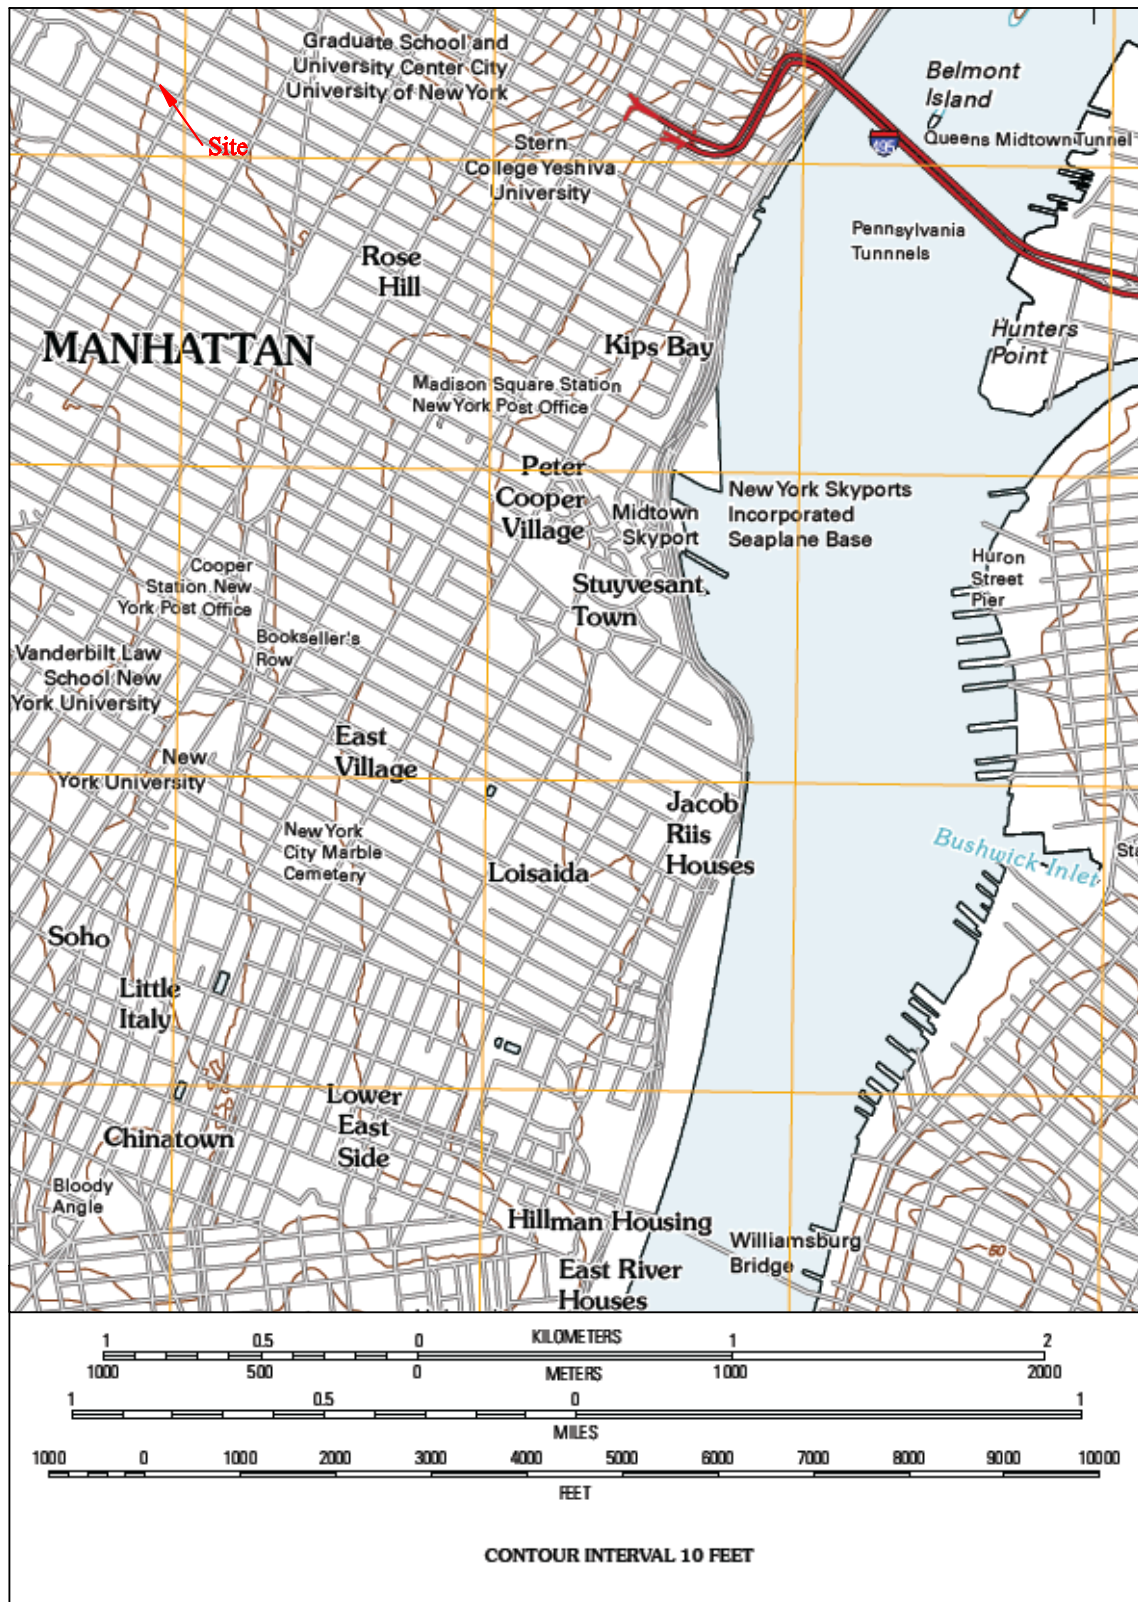 Graduate School and
University Center City
University of New York
Belmont
Island
Site
Stern
College Yeshiva
University
495
Queens Midtown Tunnel
Pennsylvania
Tunnnels
Rose
Hill
MANHATTAN
Kips Bay
Hunters
Point
Madison Square Station
New York Post Office
Peter
Cooper
Village
Midtown
Skyport
New York Skyports
Incorporated
Seaplane Base
Cooper
Station New
York Post Office
Stuyvesant
Town
Huron
Street
Pier
Bookseller's
Row
Vanderbilt Law
School New
York University
East
Village
New
York University
Jacob
Riis
Houses
New York
City Marble
Cemetery
Loisaida
Bushwick Inlet
Sta
Soho
Little
Italy
Lower
East
Side
Chinatown
Bloody
Angle
Hillman Housing
Williamsburg
Bridge
50
East River
Houses
1 0.5 0 KILOMETERS 1 2
1000 500 0 METERS 1000 2000
1 0.5 0 1
MILES
1000 0 1000 2000 3000 4000 5000 6000 7000 8000 9000 10000
FEET
CONTOUR INTERVAL 10 FEET